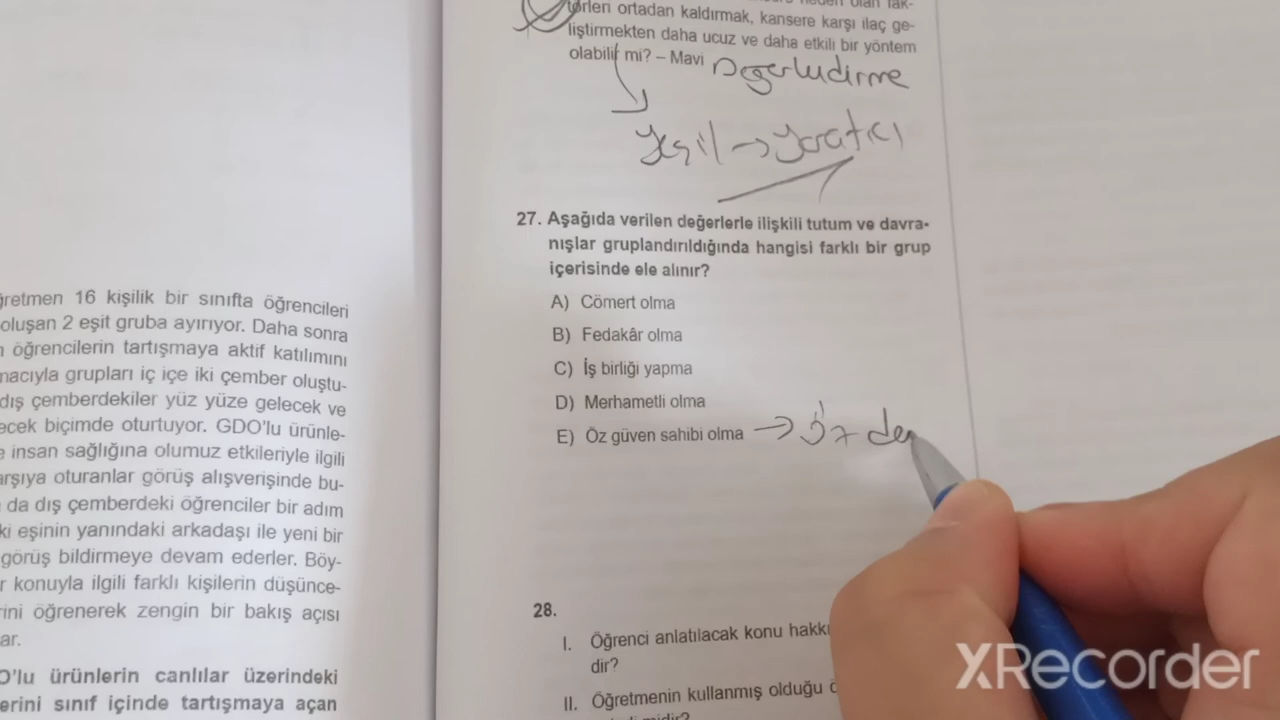 törleri ortadan kaldırmak, kansere karşı ilaç ge-
liştirmekten daha ucuz ve daha etkili bir yöntem
olabilir mi? – Mavi Değerlendirme
Yeşil → Yaratıcı
27. Aşağıda verilen değerlerle ilişkili tutum ve davra-
nışlar gruplandırıldığında hangisi farklı bir grup
içerisinde ele alınır?
A) Cömert olma
B) Fedakâr olma
C) İş birliği yapma
D) Merhametli olma
E) Öz güven sahibi olma → Öz de
28.
I. Öğrenci anlatılacak konu hakkı
dir?
II. Öğretmenin kullanmış olduğu
retmen 16 kişilik bir sınıfta öğrencileri
oluşan 2 eşit gruba ayırıyor. Daha sonra
öğrencilerin tartışmaya aktif katılımını
macıyla grupları iç içe iki çember oluştu-
dış çemberdekiler yüz yüze gelecek ve
ecek biçimde oturtuyor. GDO'lu ürünle-
insan sağlığına olumuz etkileriyle ilgili
arşıya oturanlar görüş alışverişinde bu-
da dış çemberdeki öğrenciler bir adım
ki eşinin yanındaki arkadaşı ile yeni bir
görüş bildirmeye devam ederler. Böy-
r konuyla ilgili farklı kişilerin düşünce-
rini öğrenerek zengin bir bakış açısı
ar.
O'lu ürünlerin canlılar üzerindeki
erini sınıf içinde tartışmaya açan
XRecorder